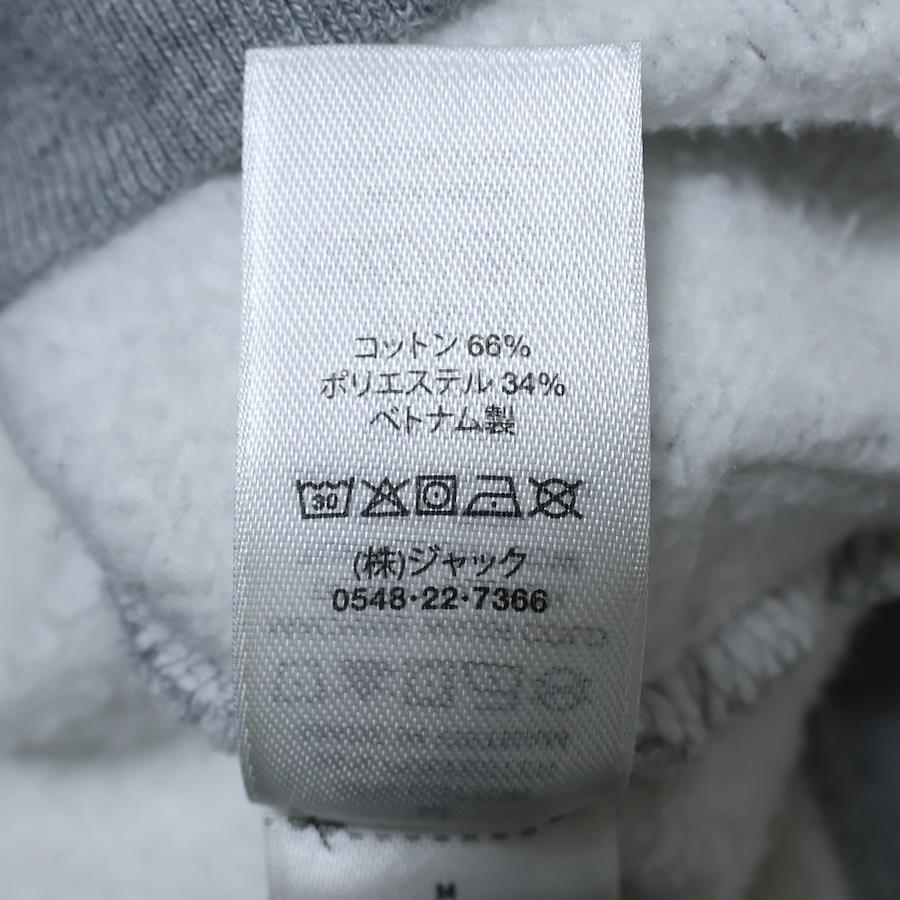 コットン 66%
ポリエステル 34%
ベトナム製
30
(株)ジャック
0548·22·7366
M